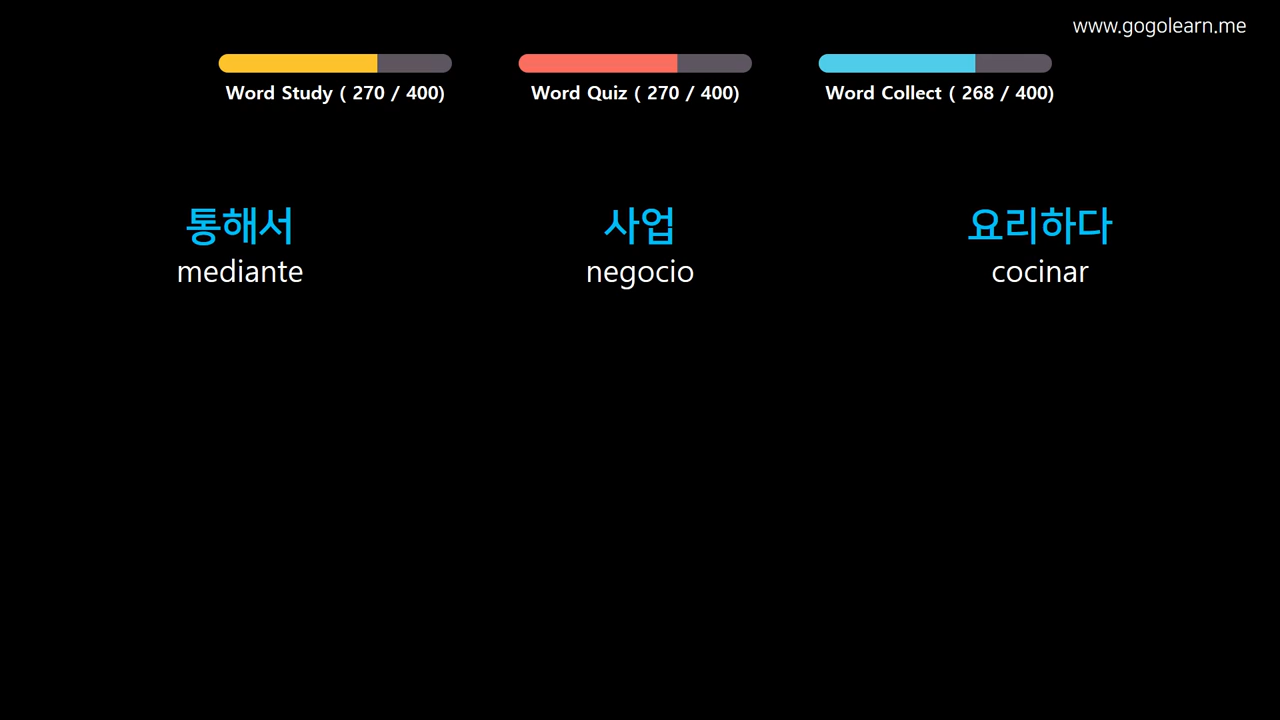 www.gogolearn.me
Word Study ( 270 / 400)
Word Quiz ( 270 / 400)
Word Collect ( 268 / 400)
통해서
mediante
사업
negocio
요리하다
cocinar